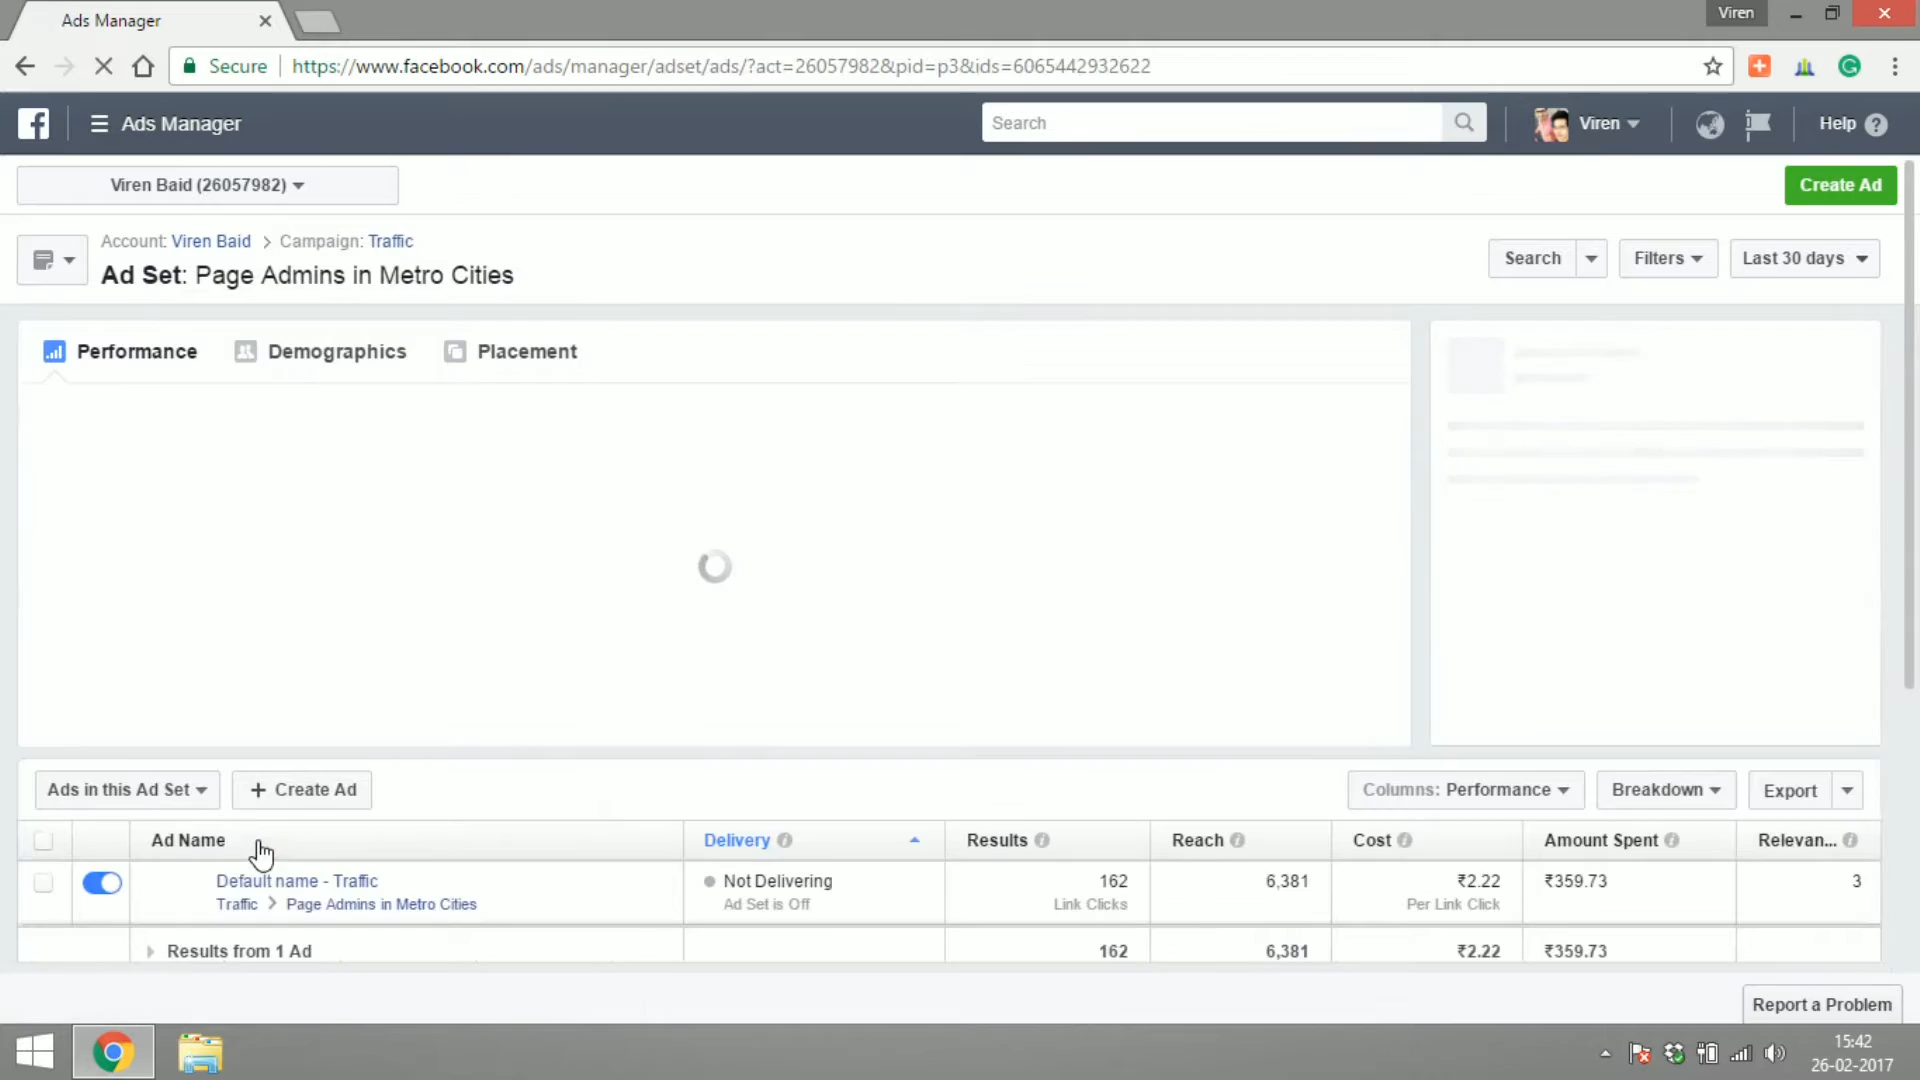 Ads Manager
Viren
Secure
https://www.facebook.com/ads/manager/adset/ads/?act=26057982&pid=p3&ids=6065442932622
Ads Manager
Search
Viren
Help
Viren Baid (26057982)
Create Ad
Account: Viren Baid > Campaign: Traffic
Ad Set: Page Admins in Metro Cities
Search
Filters
Last 30 days
Performance
Demographics
Placement
Ads in this Ad Set
+ Create Ad
Columns: Performance
Breakdown
Export
Ad Name
Delivery
Results
Reach
Cost
Amount Spent
Relevan...
Default name - Traffic
Not Delivering
162
6,381
₹2.22
₹359.73
3
Traffic > Page Admins in Metro Cities
Ad Set is Off
Link Clicks
Per Link Click
Results from 1 Ad
162
6,381
₹2.22
₹359.73
Report a Problem
15:42
26-02-2017